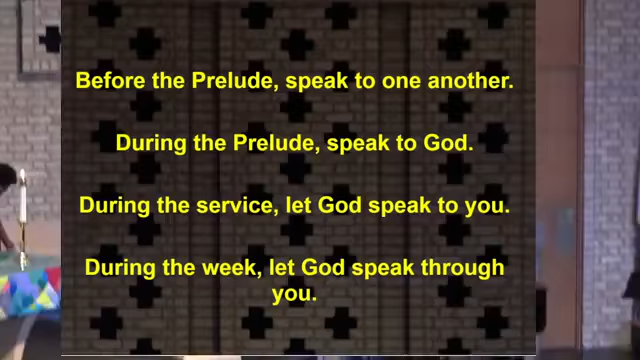 Before the Prelude, speak to one another.
During the Prelude, speak to God.
During the service, let God speak to you.
During the week, let God speak through
you.